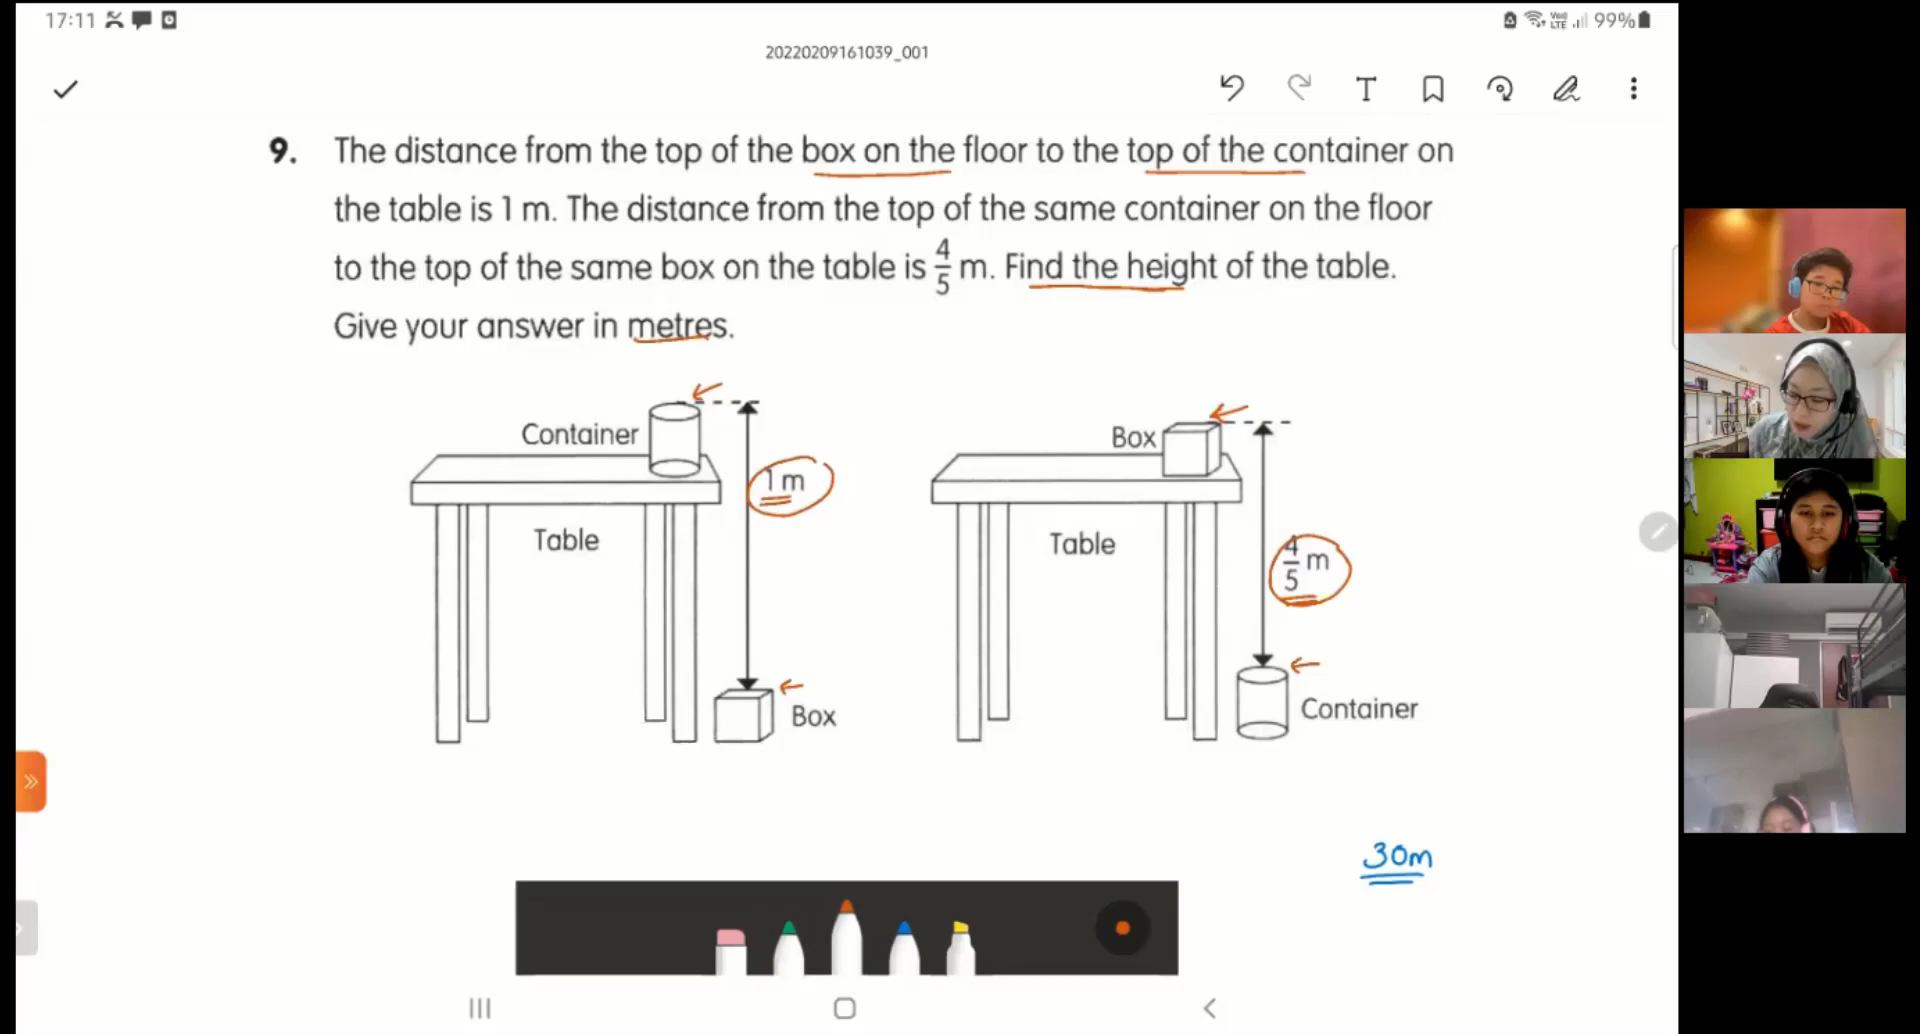 17:11
99%
20220209161039_001
T
9. The distance from the top of the box on the floor to the top of the container on
the table is 1 m. The distance from the top of the same container on the floor
to the top of the same box on the table is 4/5 m. Find the height of the table.
Give your answer in metres.
Container
1 m
Table
Box
Box
Table
4/5 m
Container
30m